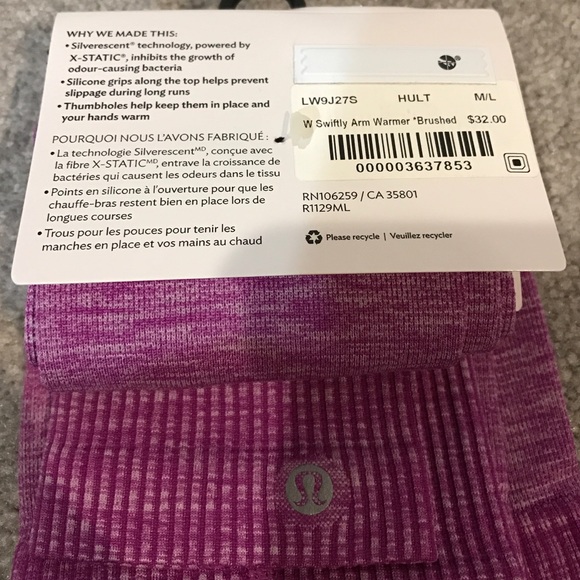 WHY WE MADE THIS:
• Silverescent® technology, powered by
X-STATIC®, inhibits the growth of
odour-causing bacteria
• Silicone grips along the top helps prevent
slippage during long runs
• Thumbholes help keep them in place and
your hands warm
POURQUOI NOUS L'AVONS FABRIQUÉ :
• La technologie Silverescent^MD, conçue avec
la fibre X-STATIC^MD, entrave la croissance de
bactéries qui causent les odeurs dans le tissu
• Points en silicone à l'ouverture pour que les
chauffe-bras restent bien en place lors de
longues courses
• Trous pour les pouces pour tenir les
manches en place et vos mains au chaud
LW9J27S HULT M/L
W Swiftly Arm Warmer *Brushed $32.00
000003637853
RN106259 / CA 35801
R1129ML
Please recycle | Veuillez recycler